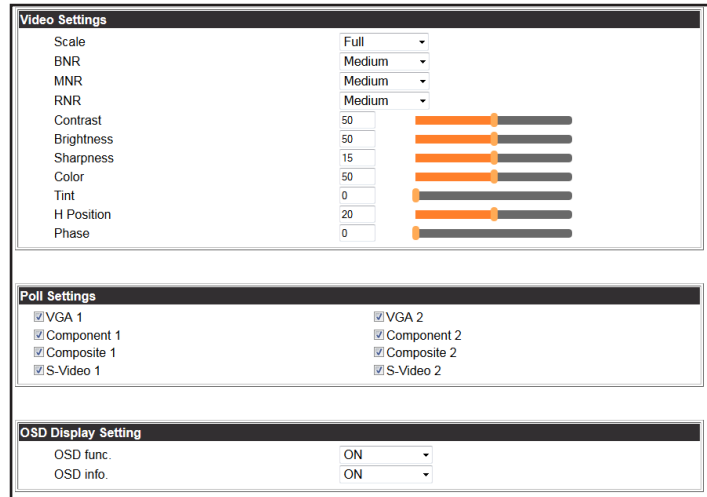 Video Settings
Scale Full
BNR Medium
MNR Medium
RNR Medium
Contrast 50
Brightness 50
Sharpness 15
Color 50
Tint 0
H Position 20
Phase 0
Poll Settings
VGA 1 VGA 2
Component 1 Component 2
Composite 1 Composite 2
S-Video 1 S-Video 2
OSD Display Setting
OSD func. ON
OSD info. ON